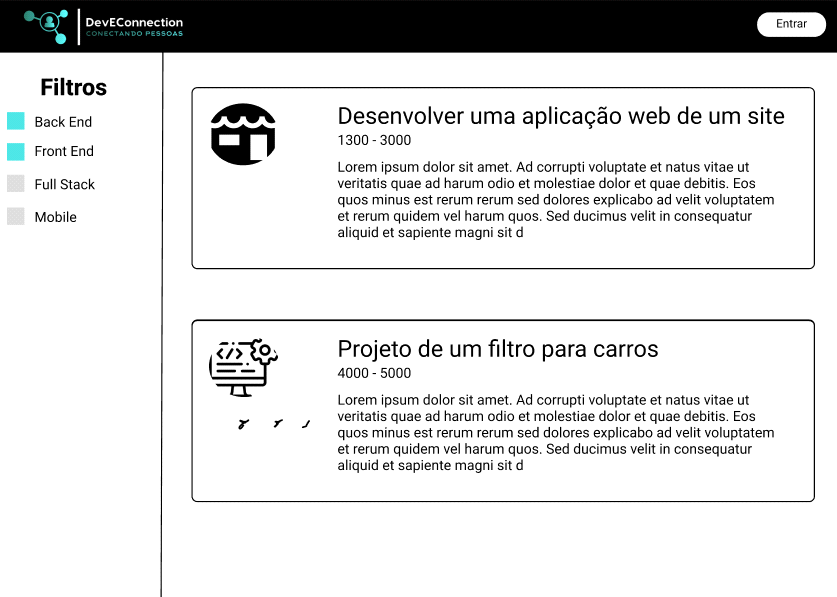 DevEConnection
CONECTANDO PESSOAS
Entrar
Filtros
Back End
Front End
Full Stack
Mobile
Desenvolver uma aplicação web de um site
1300 - 3000
Lorem ipsum dolor sit amet. Ad corrupti voluptate et natus vitae ut
veritatis quae ad harum odio et molestiae dolor et quae debitis. Eos
quos minus est rerum rerum sed dolores explicabo ad velit voluptatem
et rerum quidem vel harum quos. Sed ducimus velit in consequatur
aliquid et sapiente magni sit d
Projeto de um filtro para carros
4000 - 5000
Lorem ipsum dolor sit amet. Ad corrupti voluptate et natus vitae ut
veritatis quae ad harum odio et molestiae dolor et quae debitis. Eos
quos minus est rerum rerum sed dolores explicabo ad velit voluptatem
et rerum quidem vel harum quos. Sed ducimus velit in consequatur
aliquid et sapiente magni sit d